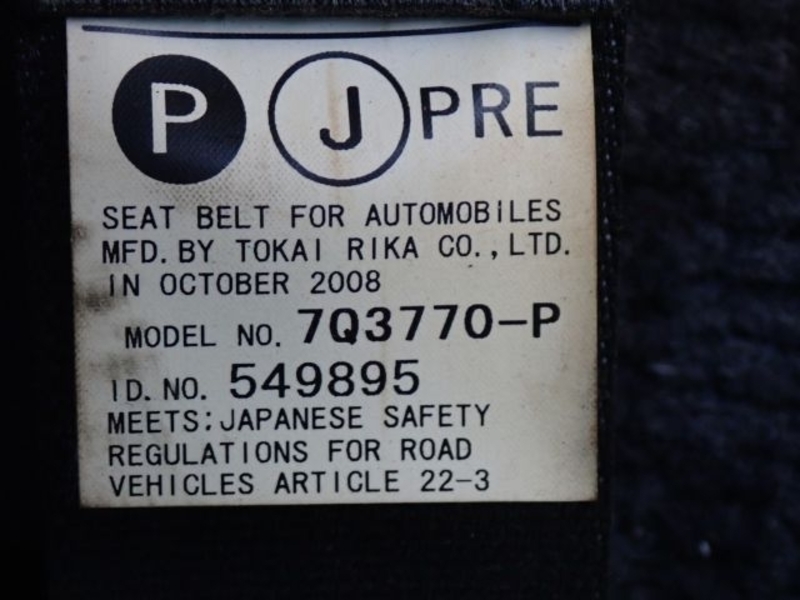 P J PRE
SEAT BELT FOR AUTOMOBILES
MFD. BY TOKAI RIKA CO., LTD.
IN OCTOBER 2008
MODEL NO. 7Q3770-P
ID. NO. 549895
MEETS: JAPANESE SAFETY
REGULATIONS FOR ROAD
VEHICLES ARTICLE 22-3